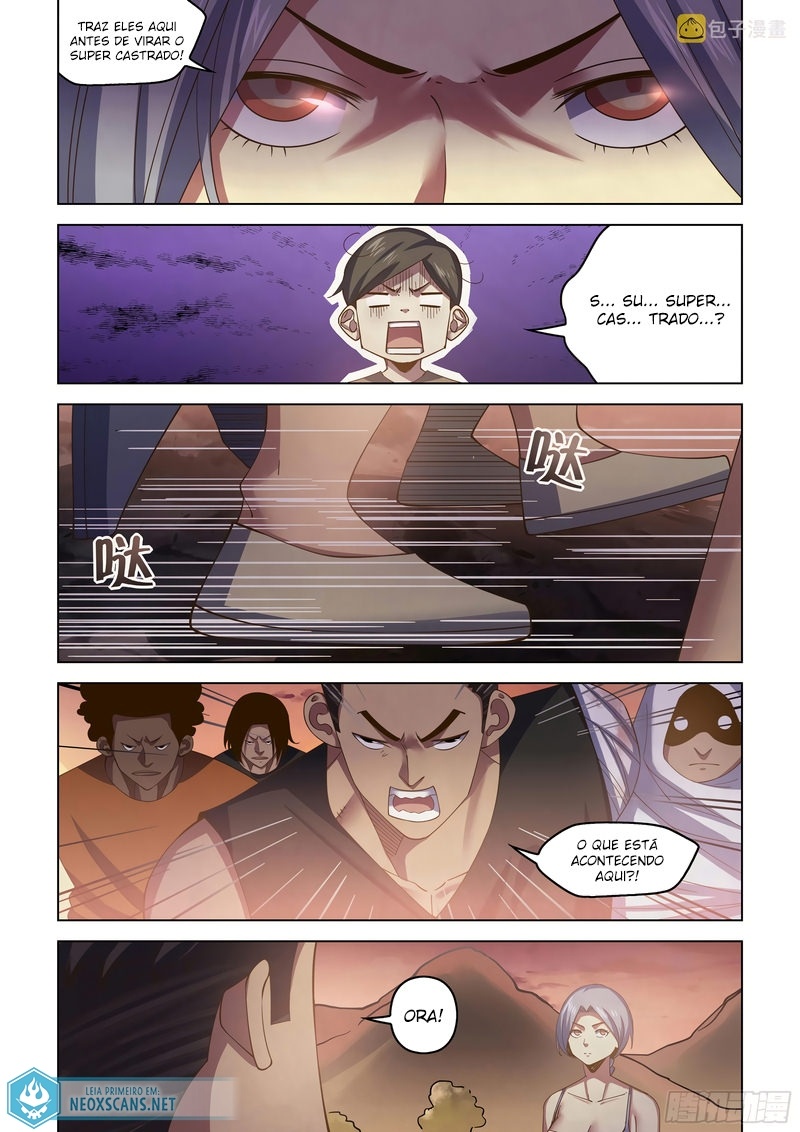 TRAZ ELES AQUI
ANTES DE VIRAR O
SUPER CASTRADO!
包子漫畫
S... SU... SUPER...
CAS... TRADO...?
哒
哒
O QUE ESTÁ
ACONTECENDO
AQUI?!
ORA!
LEIA PRIMEIRO EM:
NEOXSCANS.NET
腾讯动漫